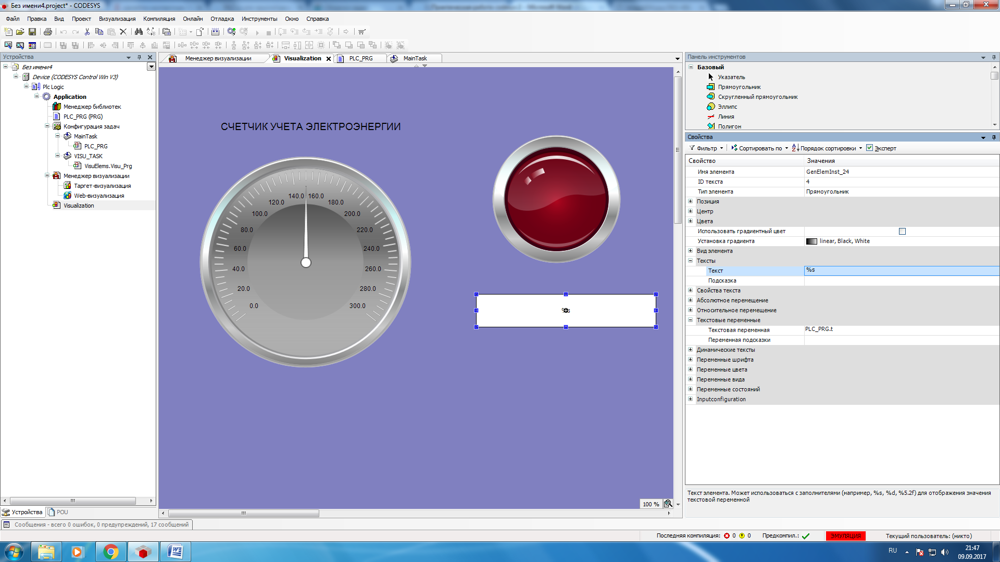 Без имени4.project* - CODESYS
Файл Правка Вид Проект Визуализация Компиляция Онлайн Отладка Инструменты Окно Справка
Устройства
Без имени4
Device (CODESYS Control Win V3)
Plc Logic
Application
Менеджер библиотек
PLC_PRG (PRG)
Конфигурация задач
MainTask
PLC_PRG
VISU_TASK
VisuElems.Visu_Prg
Менеджер визуализации
Таргет-визуализация
Web-визуализация
Visualization
Устройства POU
Менеджер визуализации Visualization PLC_PRG MainTask
СЧЕТЧИК УЧЕТА ЭЛЕКТРОЭНЕРГИИ
140.0 160.0
120.0 180.0
100.0 200.0
80.0 220.0
60.0 240.0
40.0 260.0
20.0 280.0
0.0 300.0
%s
100 %
Панель инструментов
Базовый
Указатель
Прямоугольник
Скругленный прямоугольник
Эллипс
Линия
Полигон
Свойства
Фильтр Сортировать по Порядок сортировки Эксперт
Свойство Значения
Имя элемента GenElemInst_24
ID текста 4
Тип элемента Прямоугольник
Позиция
Центр
Цвета
Использовать градиентный цвет
Установка градиента linear, Black, White
Вид элемента
Тексты
Текст %s
Подсказка
Свойства текста
Абсолютное перемещение
Относительное перемещение
Текстовые переменные
Текстовая переменная PLC_PRG.t
Переменная подсказки
Динамические тексты
Переменные шрифта
Переменные цвета
Переменные вида
Переменные состояний
Inputconfiguration
Текст элемента. Может использоваться с заполнителями (например, %s, %d, %5.2f) для отображения значения
текстовой переменной
Сообщения - всего 0 ошибок, 0 предупреждений, 17 сообщений
Последняя компиляция: 0 0 Предкомпил.: ЭМУЛЯЦИЯ Текущий пользователь: (никто)
RU 21:47
09.09.2017